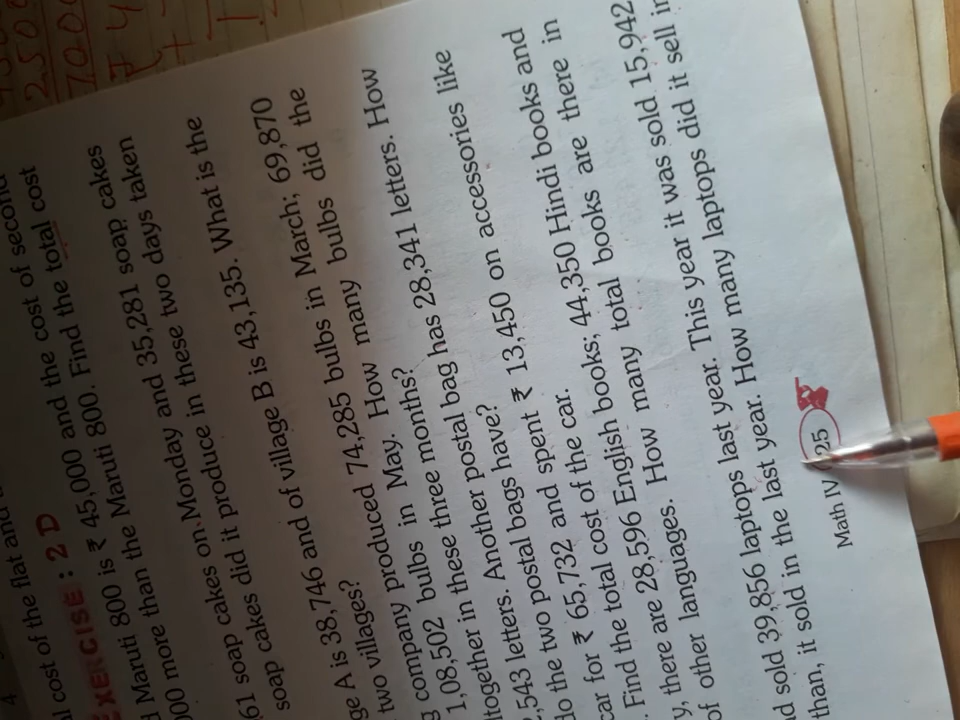 2500
7000
4
l cost of the flat and the cost of second
EXERCISE : 2 D
Maruti 800 is ₹ 45,000 and the total cost
more than the Maruti 800. Find the total cost
61 soap cakes on Monday and 35,281 soap cakes
soap cakes did it produce in these two days taken
ge A is 38,746 and of village B is 43,135. What is the
two villages?
g company produced 74,285 bulbs in March; 69,870
1,08,502 bulbs in May. How many bulbs did the
together in these three months?
2,543 letters. Another postal bag has 28,341 letters. How
do the two postal bags have?
car for ₹ 65,732 and spent ₹ 13,450 on accessories like
Find the total cost of the car.
y, there are 28,596 English books; 44,350 Hindi books and
of other languages. How many total books are there in
d sold 39,856 laptops last year. This year it was sold 15,942
than, it sold in the last year. How many laptops did it sell in
Math IV
25